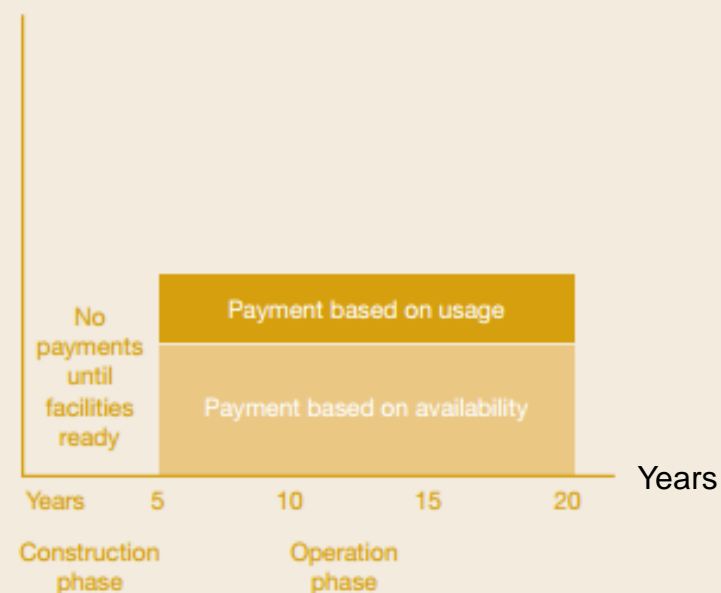 Payment based on usage
No
payments
until
facilities
ready
Payment based on availability
Years
Years 5 10 15 20
Construction
phase
Operation
phase